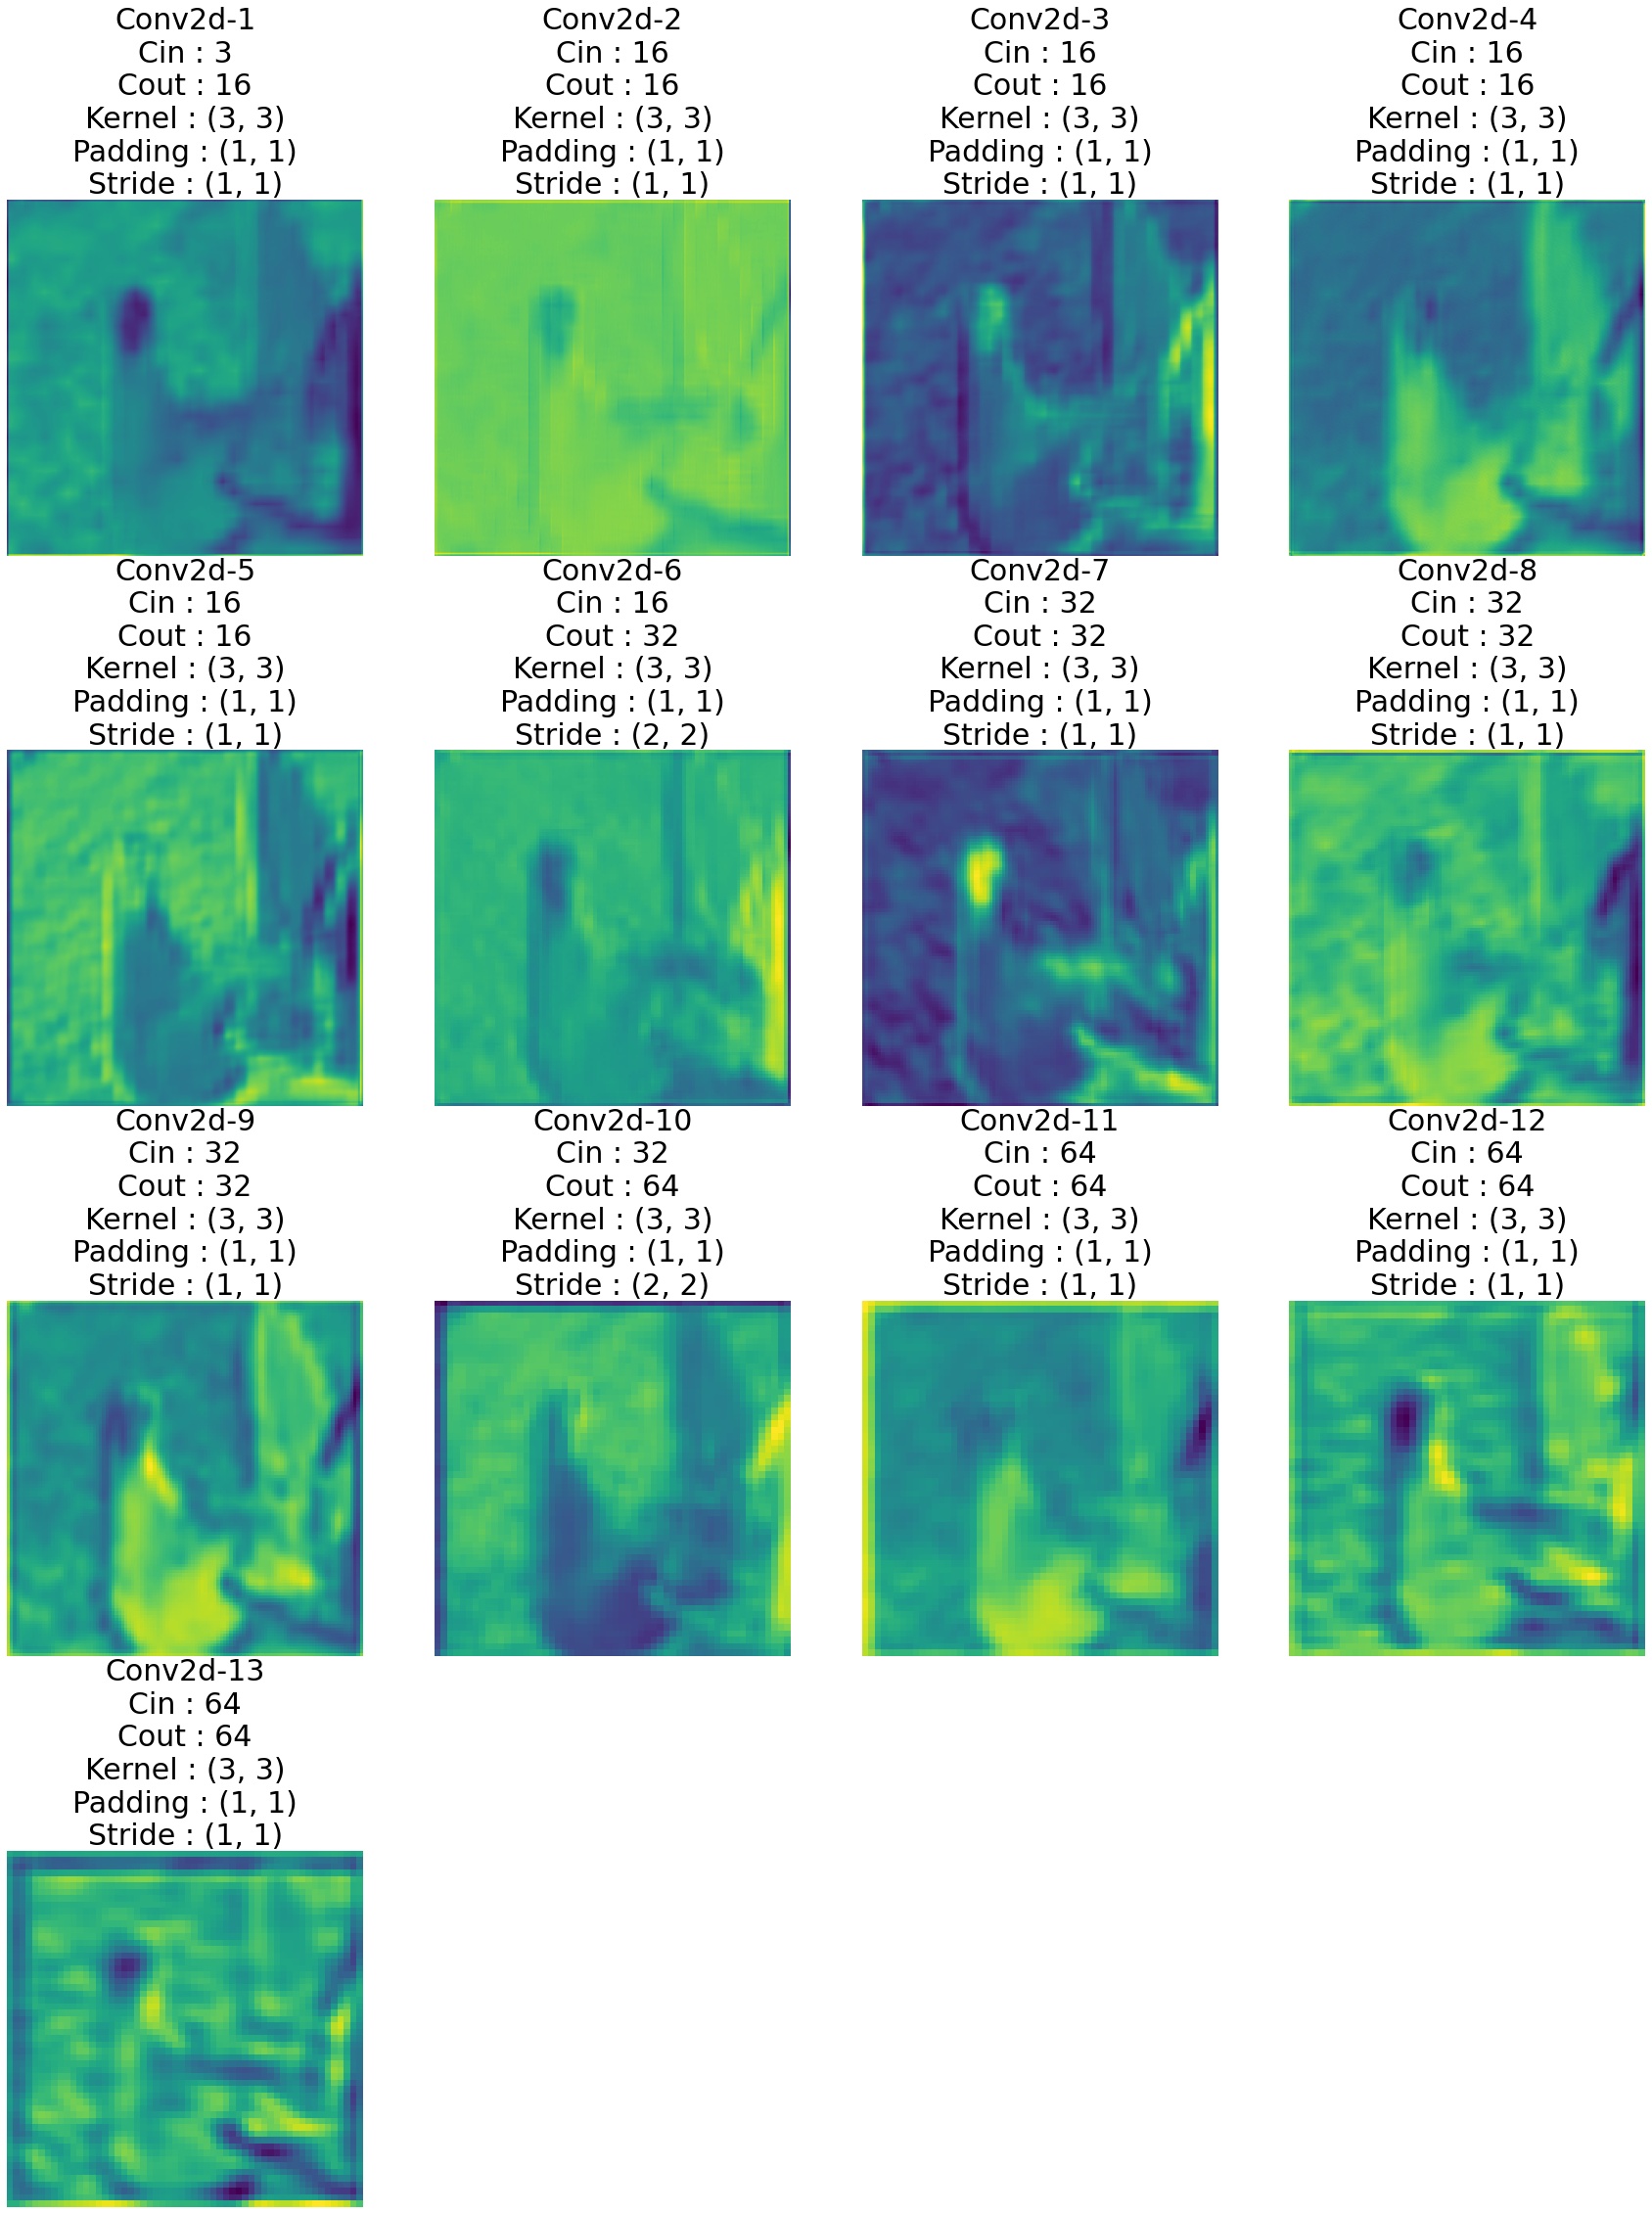 Conv2d-1
Cin : 3
Cout : 16
Kernel : (3, 3)
Padding : (1, 1)
Stride : (1, 1)
Conv2d-2
Cin : 16
Cout : 16
Kernel : (3, 3)
Padding : (1, 1)
Stride : (1, 1)
Conv2d-3
Cin : 16
Cout : 16
Kernel : (3, 3)
Padding : (1, 1)
Stride : (1, 1)
Conv2d-4
Cin : 16
Cout : 16
Kernel : (3, 3)
Padding : (1, 1)
Stride : (1, 1)
Conv2d-5
Cin : 16
Cout : 16
Kernel : (3, 3)
Padding : (1, 1)
Stride : (1, 1)
Conv2d-6
Cin : 16
Cout : 32
Kernel : (3, 3)
Padding : (1, 1)
Stride : (2, 2)
Conv2d-7
Cin : 32
Cout : 32
Kernel : (3, 3)
Padding : (1, 1)
Stride : (1, 1)
Conv2d-8
Cin : 32
Cout : 32
Kernel : (3, 3)
Padding : (1, 1)
Stride : (1, 1)
Conv2d-9
Cin : 32
Cout : 32
Kernel : (3, 3)
Padding : (1, 1)
Stride : (1, 1)
Conv2d-10
Cin : 32
Cout : 64
Kernel : (3, 3)
Padding : (1, 1)
Stride : (2, 2)
Conv2d-11
Cin : 64
Cout : 64
Kernel : (3, 3)
Padding : (1, 1)
Stride : (1, 1)
Conv2d-12
Cin : 64
Cout : 64
Kernel : (3, 3)
Padding : (1, 1)
Stride : (1, 1)
Conv2d-13
Cin : 64
Cout : 64
Kernel : (3, 3)
Padding : (1, 1)
Stride : (1, 1)